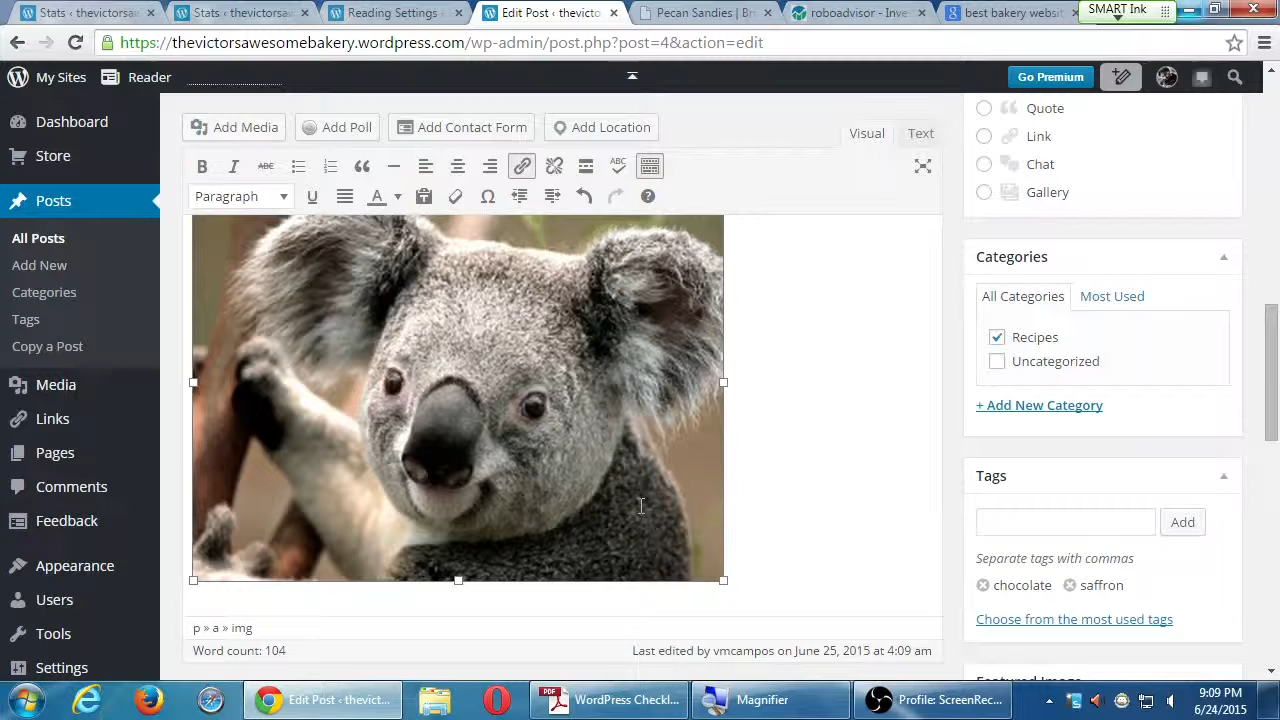 Stats ‹ thevictorsa
Stats ‹ thevictorsaw
Reading Settings ‹
Edit Post ‹ thevicto
Pecan Sandies | Br
roboadvisor - Inve
best bakery websit
SMART Ink
https://thevictorsawesomebakery.wordpress.com/wp-admin/post.php?post=4&action=edit
My Sites
Reader
Go Premium
Dashboard
Store
Posts
All Posts
Add New
Categories
Tags
Copy a Post
Media
Links
Pages
Comments
Feedback
Appearance
Users
Tools
Settings
Add Media
Add Poll
Add Contact Form
Add Location
Visual
Text
B I ABC
ABC
Paragraph
U
A
Ω
p » a » img
Word count: 104
Last edited by vmcampos on June 25, 2015 at 4:09 am
Quote
Link
Chat
Gallery
Categories
All Categories
Most Used
Recipes
Uncategorized
+ Add New Category
Tags
Add
Separate tags with commas
chocolate
saffron
Choose from the most used tags
Edit Post ‹ thevict...
PDF
WordPress Checkl...
Magnifier
Profile: ScreenRec...
9:09 PM
6/24/2015